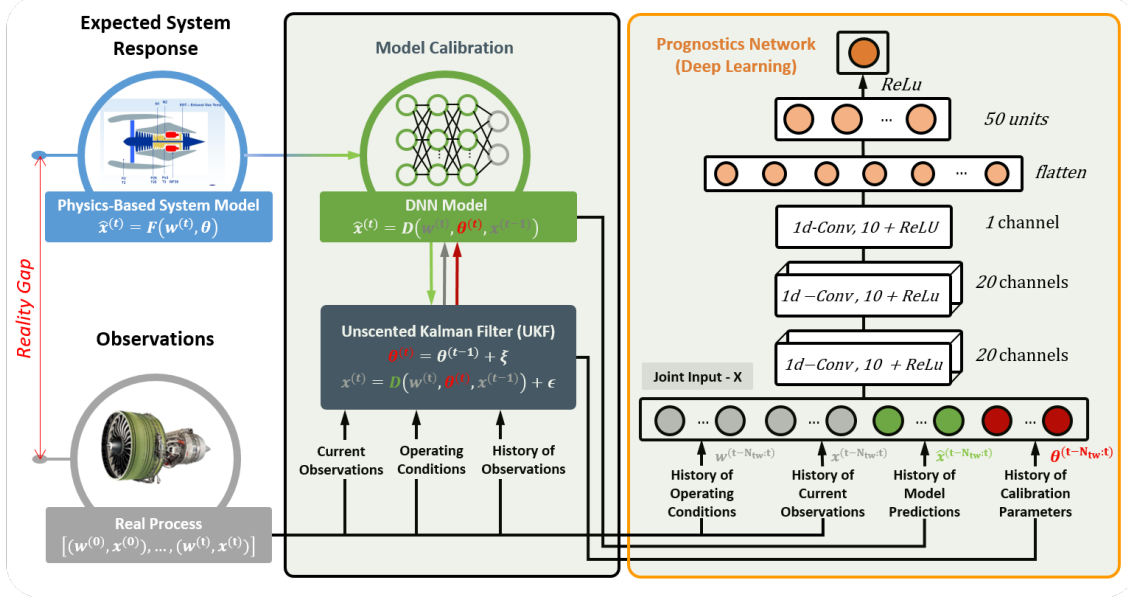 Expected System
Response
Physics-Based System Model
x̂^(t) = F(w^(t), θ)
Reality Gap
Observations
Real Process
[(w^(0), x^(0)), ..., (w^(t), x^(t))]
Model Calibration
DNN Model
x̂^(t) = D(w^(t), θ^(t), x^(t−1))
Unscented Kalman Filter (UKF)
θ^(t) = θ^(t−1) + ξ
x^(t) = D(w^(t), θ^(t), x^(t−1)) + ϵ
Current
Observations
Operating
Conditions
History of
Observations
Prognostics Network
(Deep Learning)
ReLu
50 units
...
flatten
...
1d-Conv, 10 + ReLU
1 channel
1d −Conv , 10 + ReLu
20 channels
1d−Conv , 10 + ReLu
20 channels
Joint Input - X
... ... ... ...
w^(t−N_tw:t)
x^(t−N_tw:t)
x̂^(t−N_tw:t)
θ^(t−N_tw:t)
History of
Operating
Conditions
History of
Current
Observations
History of
Model
Predictions
History of
Calibration
Parameters